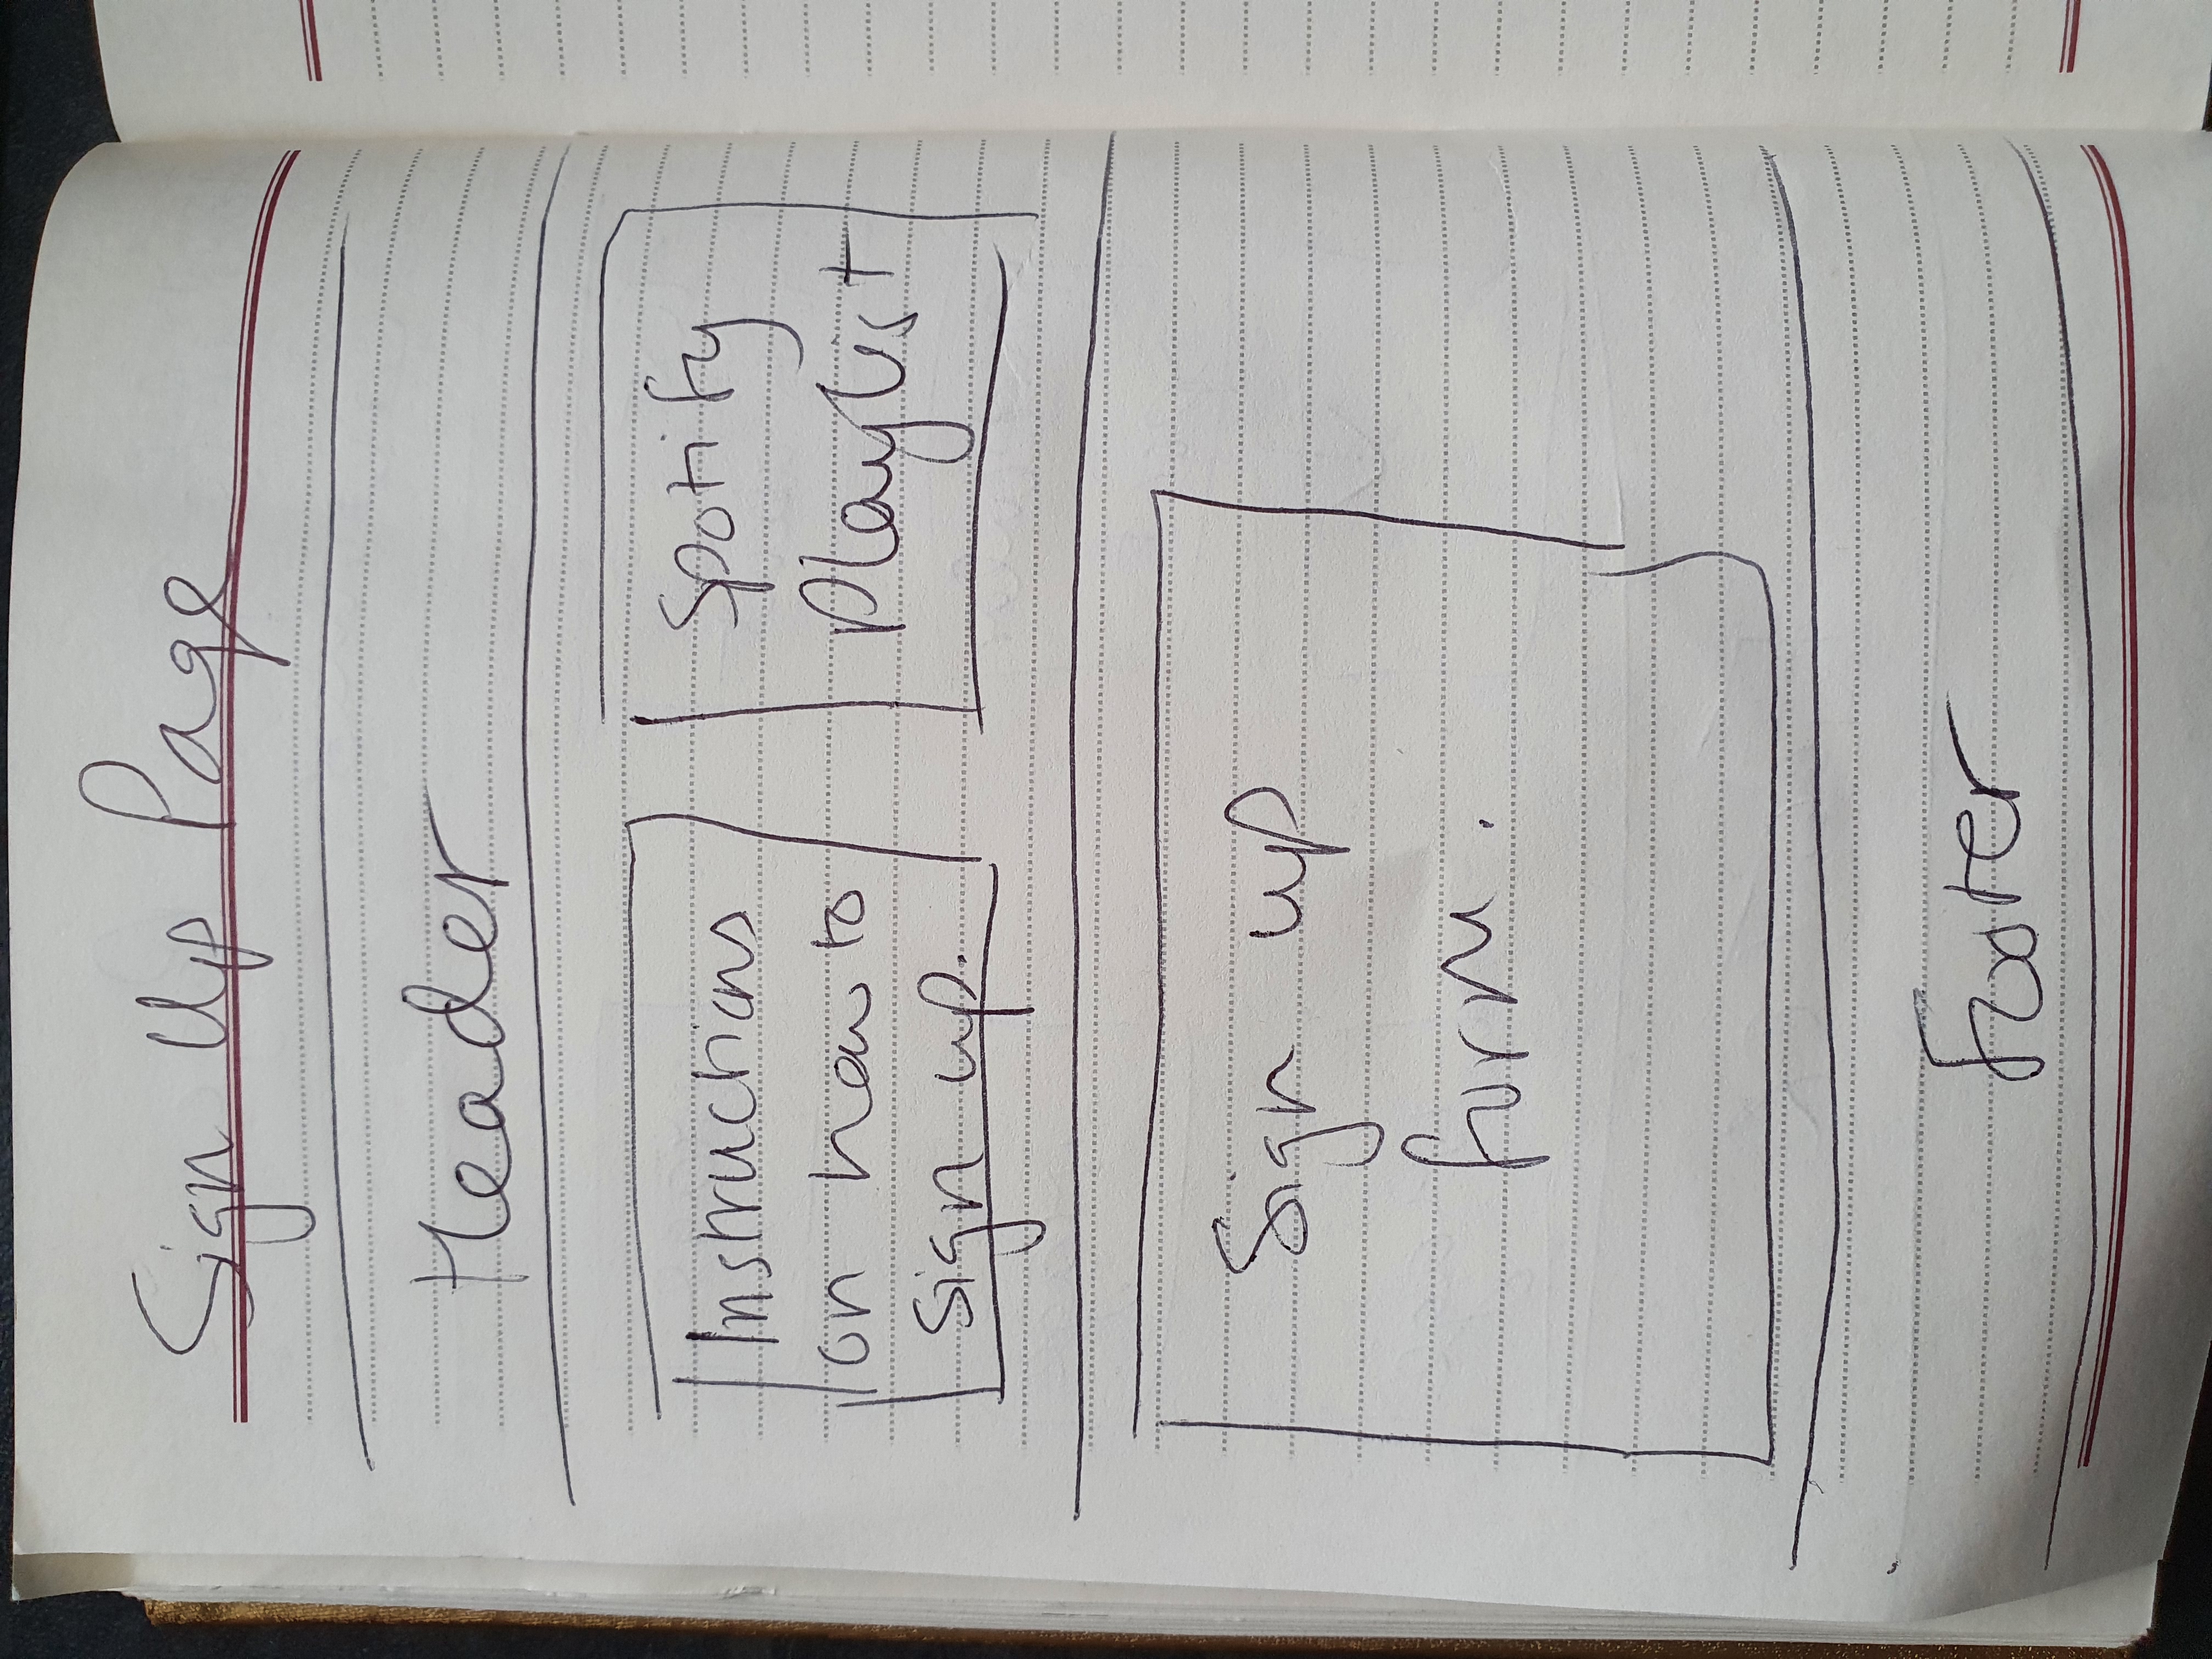 Sign Up Page
Header
Instructions
on how to
sign up.
Spotify
Playlist
Sign up
form.
Footer